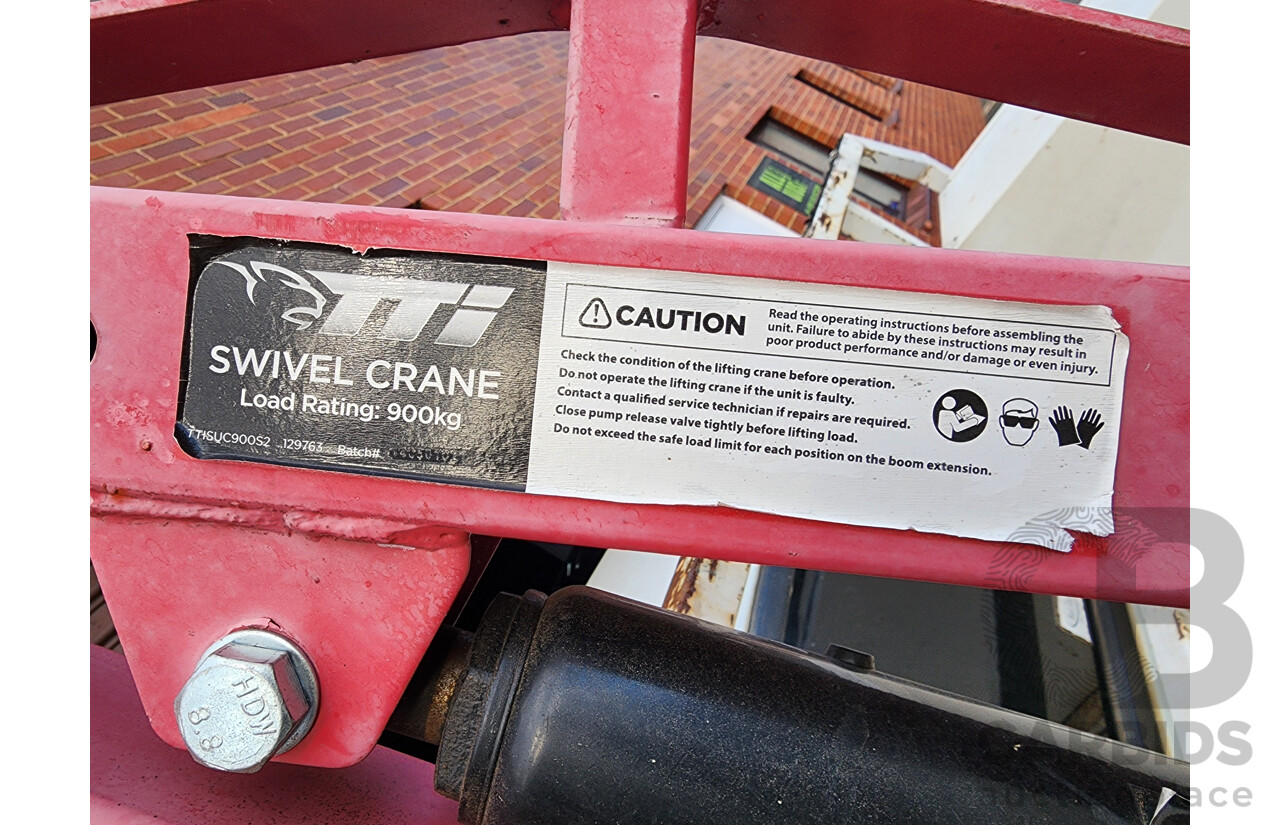 TTi
SWIVEL CRANE
Load Rating: 900kg
TTISUC900S2 129763 Batch#
CAUTION
Read the operating instructions before assembling the
unit. Failure to abide by these instructions may result in
poor product performance and/or damage or even injury.
Check the condition of the lifting crane before operation.
Do not operate the lifting crane if the unit is faulty.
Contact a qualified service technician if repairs are required.
Close pump release valve tightly before lifting load.
Do not exceed the safe load limit for each position on the boom extension.
HDW
8.8
B
CARBIDS